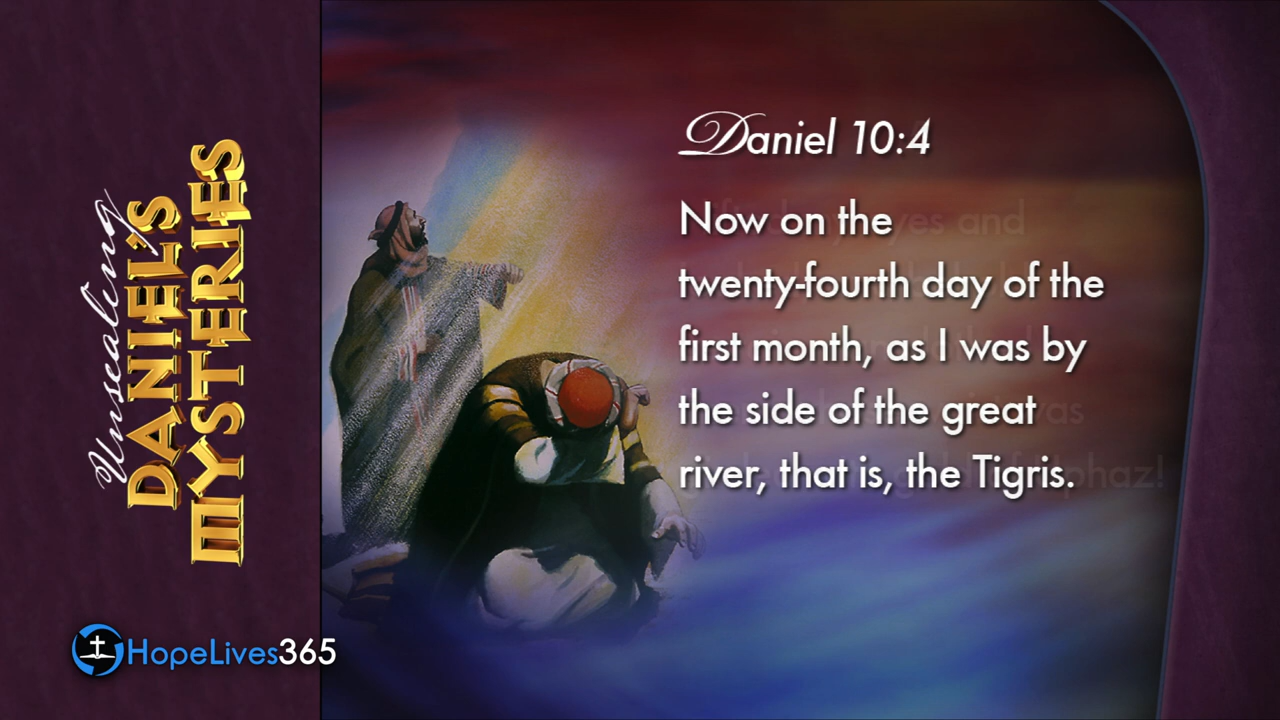 Unsealing
DANIEL'S
MYSTERIES
Daniel 10:4
Now on the
twenty-fourth day of the
first month, as I was by
the side of the great
river, that is, the Tigris.
HopeLives365